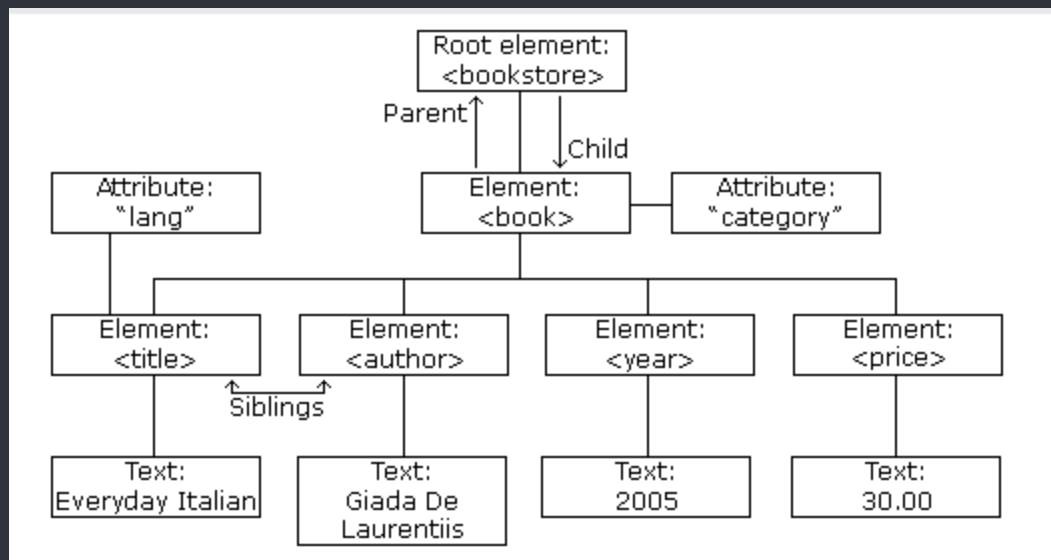 Root element:
<bookstore>
Parent
Child
Attribute:
“lang”
Element:
<book>
Attribute:
“category”
Element:
<title>
Element:
<author>
Element:
<year>
Element:
<price>
Siblings
Text:
Everyday Italian
Text:
Giada De
Laurentiis
Text:
2005
Text:
30.00